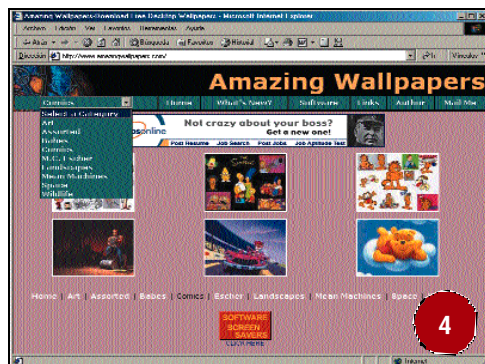 Amazing Wallpapers-Download Free Desktop Wallpapers - Microsoft Internet Explorer
Archivo Edición Ver Favoritos Herramientas Ayuda
Atrás Búsqueda Favoritos Historial
Dirección http://www.amazingwallpapers.com/ Ir Vínculos
Amazing Wallpapers
Comics Home What's New? Software Links Author Mail Me
Select a Category
Art
Assorted
Babes
Comics
M.C. Escher
Landscapes
Mean Machines
Space
Wildlife
online
Not crazy about your boss?
Get a new one!
Post Resume Job Search Post Jobs Job Aptitude Test
Home | Art | Assorted | Babes | Comics | Escher | Landscapes | Mean Machines | Space |
SOFTWARE
SCREEN
SAVERS
CLICK HERE
4
Internet